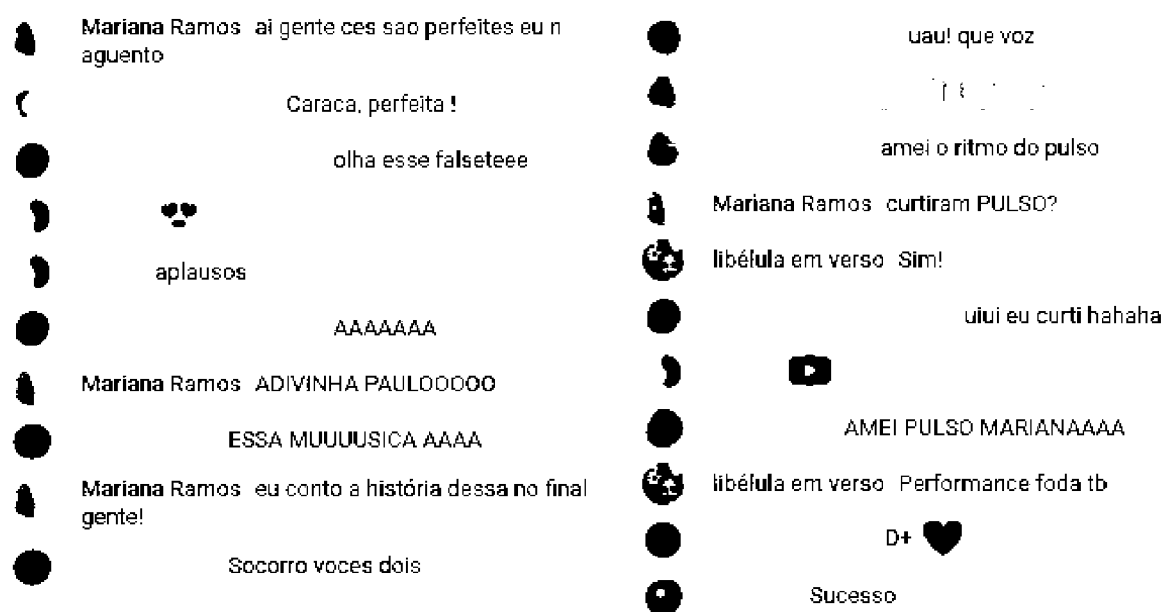 Mariana Ramos ai gente ces sao perfeites eu n
aguento
Caraca, perfeita !
olha esse falseteee
aplausos
AAAAAAA
Mariana Ramos ADIVINHA PAULOOOOO
ESSA MUUUUSICA AAAA
Mariana Ramos eu conto a história dessa no final
gente!
Socorro voces dois
uau! que voz
amei o ritmo do pulso
Mariana Ramos curtiram PULSO?
libélula em verso Sim!
uiui eu curti hahaha
AMEI PULSO MARIANAAAA
libélula em verso Performance foda tb
D+
Sucesso